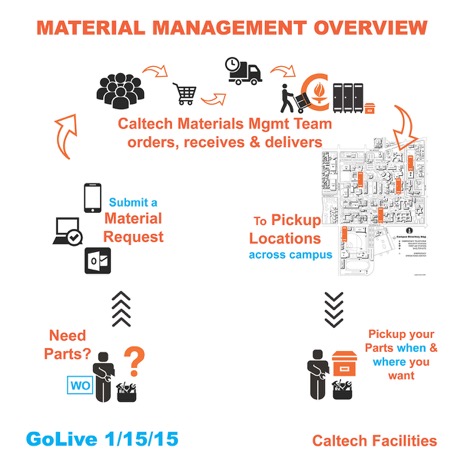 MATERIAL MANAGEMENT OVERVIEW
Caltech Materials Mgmt Team
orders, receives & delivers
Submit a
Material
Request
To Pickup
Locations
across campus
Need
Parts?
WO
Pickup your
Parts when &
where you
want
GoLive 1/15/15
Caltech Facilities